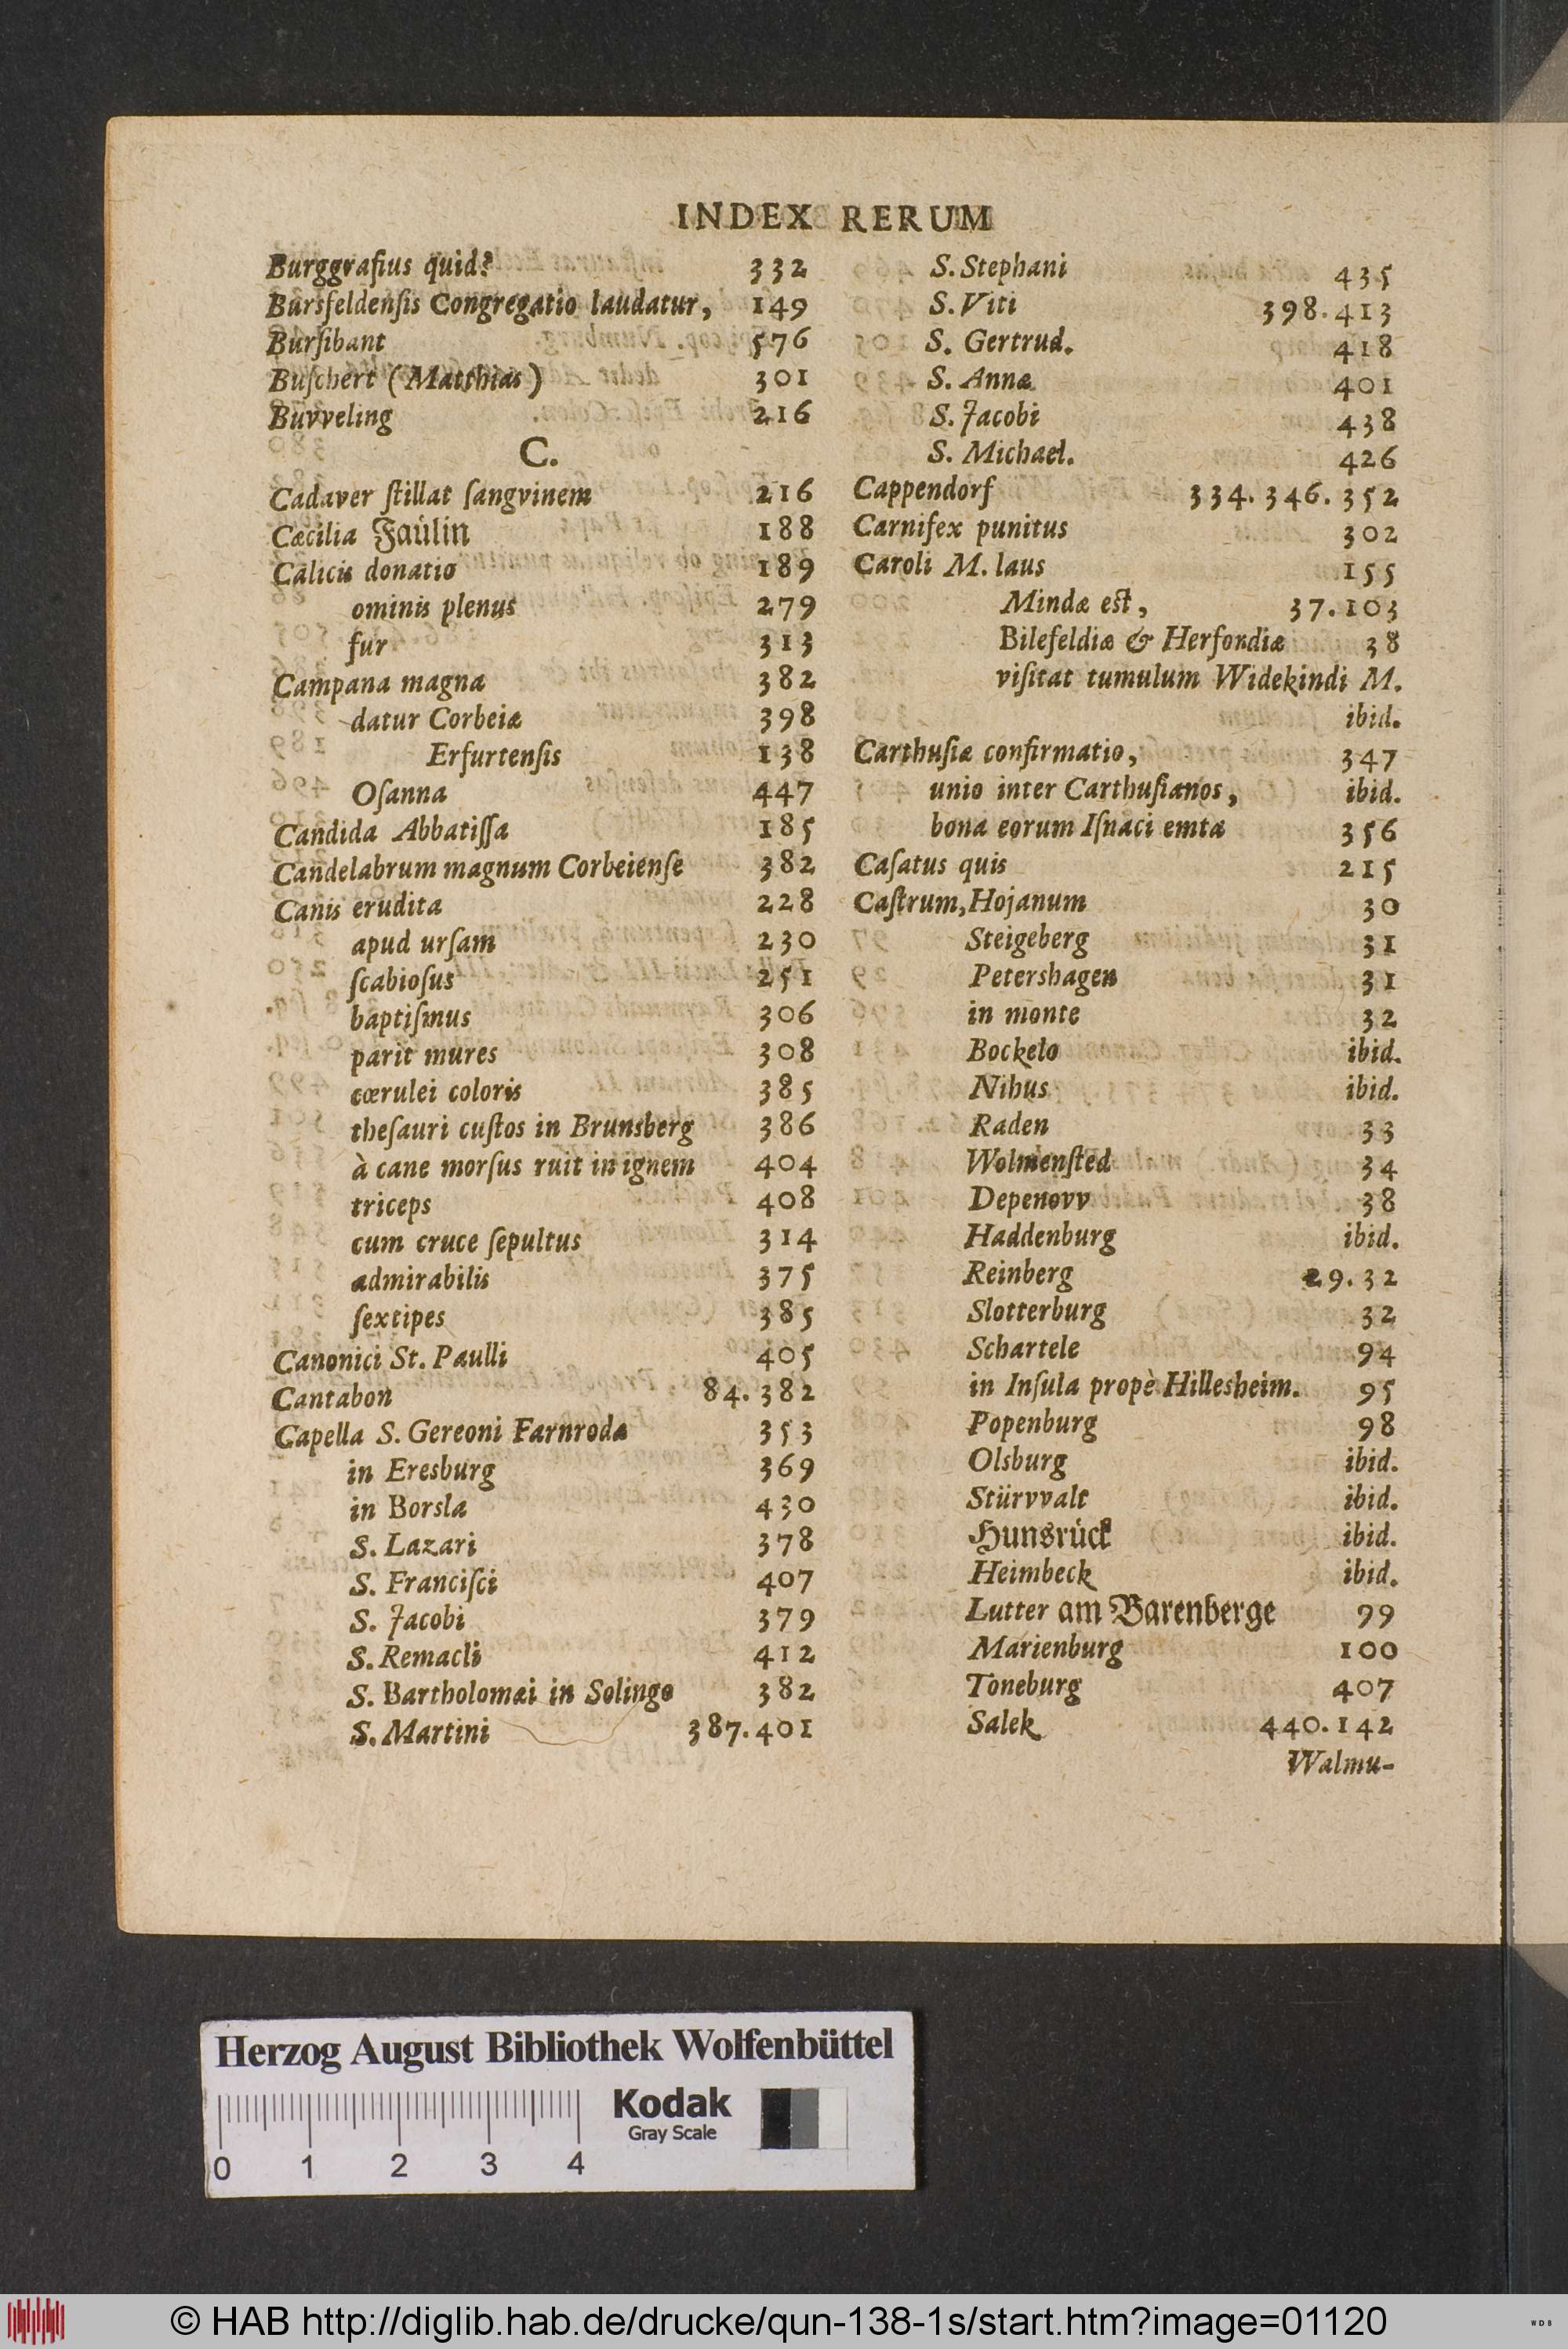 INDEX RERUM
Burggrafius quid? 332
Bursfeldenſis Congregatio laudatur, 149
Burſibant 576
Buſchert (Matthias) 301
Buvveling 216
C.
Cadaver ſtillat ſangvinem 216
Cæcilia Faůlin 188
Calicis donatio 189
ominis plenus 279
fur 313
Campana magna 382
datur Corbeiæ 398
Erfurtenſis 138
Oſanna 447
Candida Abbatiſſa 185
Candelabrum magnum Corbeienſe 382
Canis erudita 228
apud urſam 230
ſcabioſus 251
baptiſmus 306
parit mures 308
cœrulei coloris 385
theſauri cuſtos in Brunsberg 386
à cane morſus ruit in ignem 404
triceps 408
cum cruce ſepultus 314
admirabilis 375
ſextipes 385
Canonici St. Paulli 405
Cantabon 84. 382
Capella S. Gereoni Farnroda 353
in Eresburg 369
in Borsla 430
S. Lazari 378
S. Franciſci 407
S. Jacobi 379
S. Remacli 412
S. Bartholomæi in Solingo 382
S. Martini 387. 401
S. Stephani 435
S. Viti 398. 413
S. Gertrud. 418
S. Annæ 401
S. Jacobi 438
S. Michael. 426
Cappendorf 334. 346. 352
Carnifex punitus 302
Caroli M. laus 155
Mindæ est, 37. 103
Bilefeldiæ & Herfordiæ 38
viſitat tumulum Widekindi M.
ibid.
Carthuſiæ confirmatio, 347
unio inter Carthuſianos, ibid.
bona eorum Iſnaci emta 356
Caſatus quis 215
Caſtrum, Hojanum 30
Steigeberg 31
Petershagen 31
in monte 32
Bockelo ibid.
Nihus ibid.
Raden 33
Wolmenſted 34
Depenovv 38
Haddenburg ibid.
Reinberg 29. 32
Slotterburg 32
Schartele 94
in Inſula propè Hillesheim. 95
Popenburg 98
Olsburg ibid.
Stürvvalt ibid.
Hunsrůck ibid.
Heimbeck ibid.
Lutter am Barenberge 99
Marienburg 100
Toneburg 407
Salek 440. 142
Walmu-
Herzog August Bibliothek Wolfenbüttel
Kodak
Gray Scale
0 1 2 3 4
© HAB http://diglib.hab.de/drucke/qun-138-1s/start.htm?image=01120
WDB